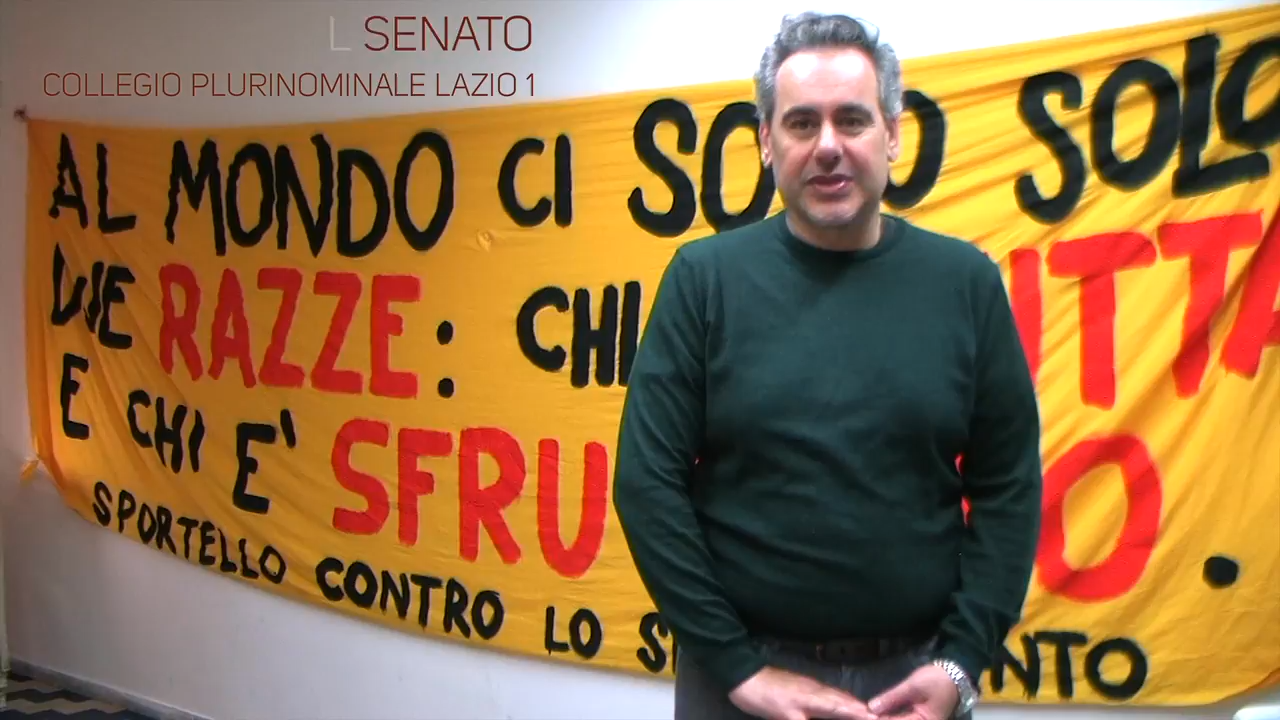 L SENATO
COLLEGIO PLURINOMINALE LAZIO 1
AL MONDO CI SO O SOLO
DUE RAZZE: CHI UTTA
E CHI E' SFRU O.
SPORTELLO CONTRO LO S NTO